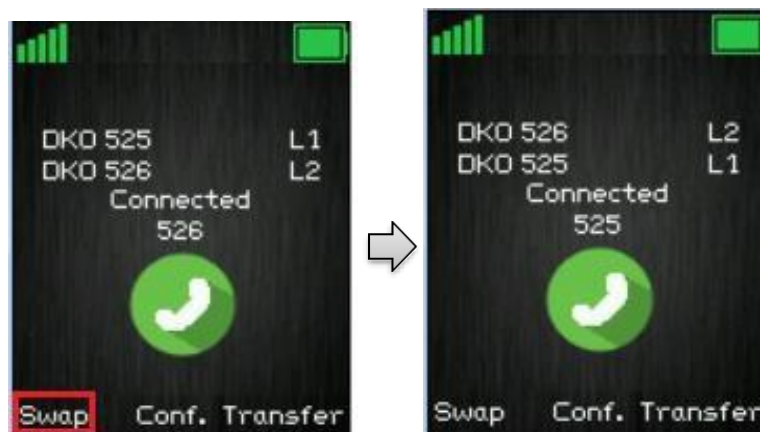 DKO 525 L1
DKO 526 L2
Connected
526
Swap Conf. Transfer
DKO 526 L2
DKO 525 L1
Connected
525
Swap Conf. Transfer